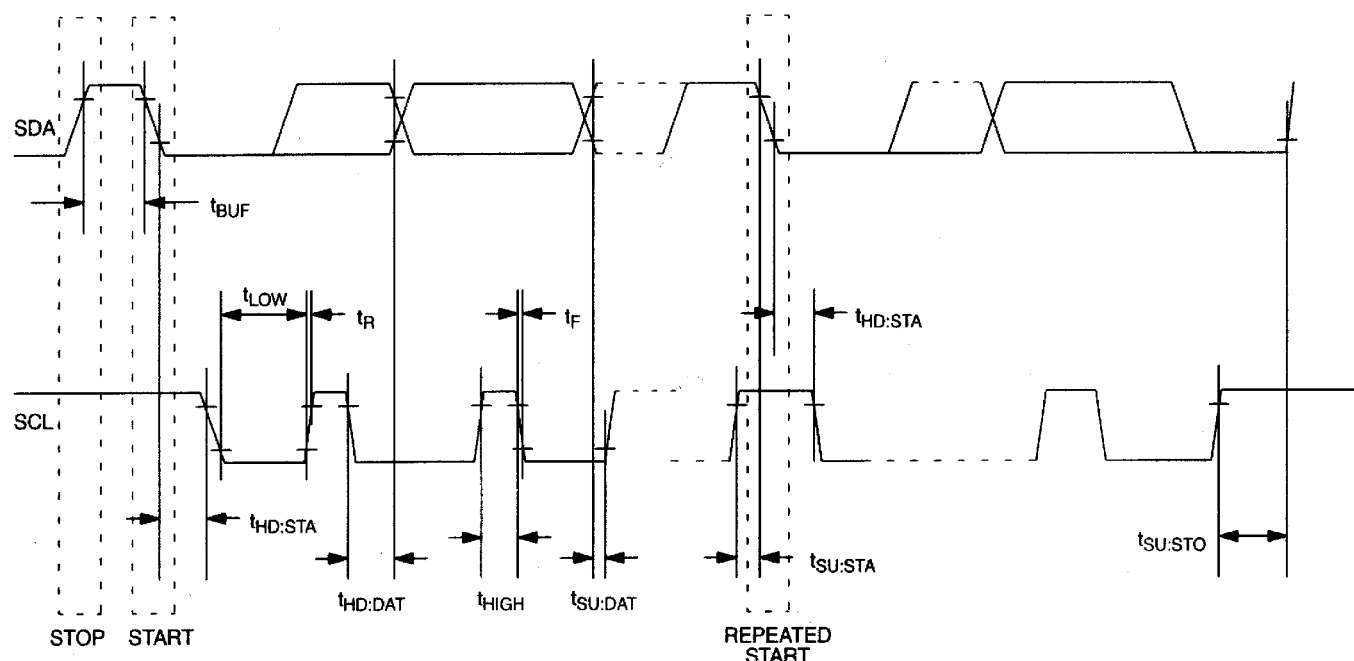 SDA
tBUF
tLOW
tR
tF
tHD:STA
SCL
tHD:STA
tSU:STA
tSU:STO
tHD:DAT
tHIGH
tSU:DAT
STOP
START
REPEATED
START